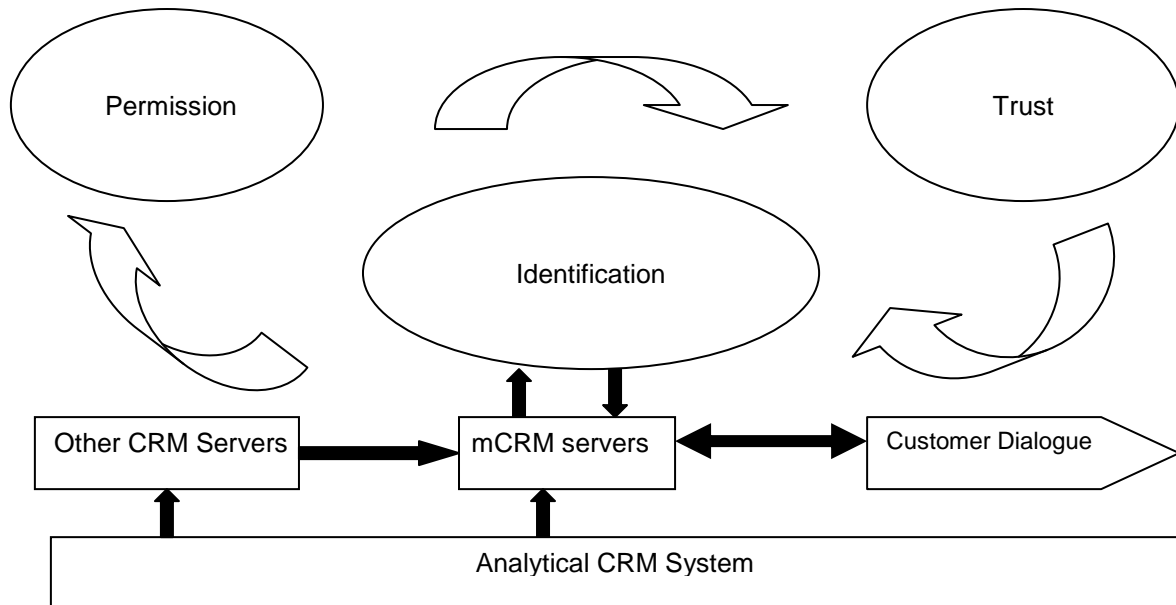 Permission
Trust
Identification
Other CRM Servers
mCRM servers
Customer Dialogue
Analytical CRM System